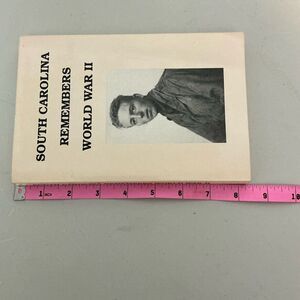 SOUTH CAROLINA
REMEMBERS
WORLD WAR II
1 2 3 4 5 6 7 8 9 10